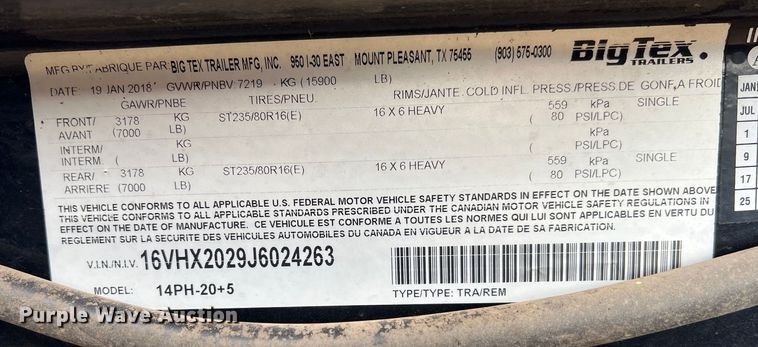 MFG BY/FABRIQUE PAR: BIG TEX TRAILER MFG, INC. 950 I-30 EAST MOUNT PLEASANT, TX 75455 (903) 575-0300 Big Tex TRAILERS
DATE: 19 JAN 2018 GVWR/PNBV: 7219 KG (15900 LB)
GAWR/PNBE TIRES/PNEU RIMS/JANTE COLD INFL. PRESS/PRESS DE GONF. A FROID
FRONT/ 3178 KG ST235/80R16(E) 16 X 6 HEAVY 559 kPa SINGLE
AVANT (7000 LB) ( 80 PSI/LPC)
INTERM/ KG kPa
INTERM ( LB) ( PSI/LPC)
REAR/ 3178 KG ST235/80R16(E) 16 X 6 HEAVY 559 kPa SINGLE
ARRIERE (7000 LB) ( 80 PSI/LPC)
THIS VEHICLE CONFORMS TO ALL APPLICABLE U.S. FEDERAL MOTOR VEHICLE SAFETY STANDARDS IN EFFECT ON THE DATE SHOWN ABOVE
THIS VEHICLE CONFORMS TO ALL APPLICABLE STANDARDS PRESCRIBED UNDER THE CANADIAN MOTOR VEHICLE SAFETY REGULATIONS IN
EFFECT ON THE DATE OF MANUFACTURE. CE VEHICULE EST CONFORME A TOUTES LES NORMES QUI LUI SONT APPLICABLES EN VERTU DU
REGLEMENT SUR LA SECURITE DES VEHICULES AUTOMOBILES DU CANADA EN VIGUEUR A LA DATE DE SA FABRICATION.
V.I.N./N.I.V. 16VHX2029J6024263
MODEL 14PH-20+5 TYPE/TYPE: TRA/REM
JAN
JUL
1
9
17
25
Purple Wave Auction